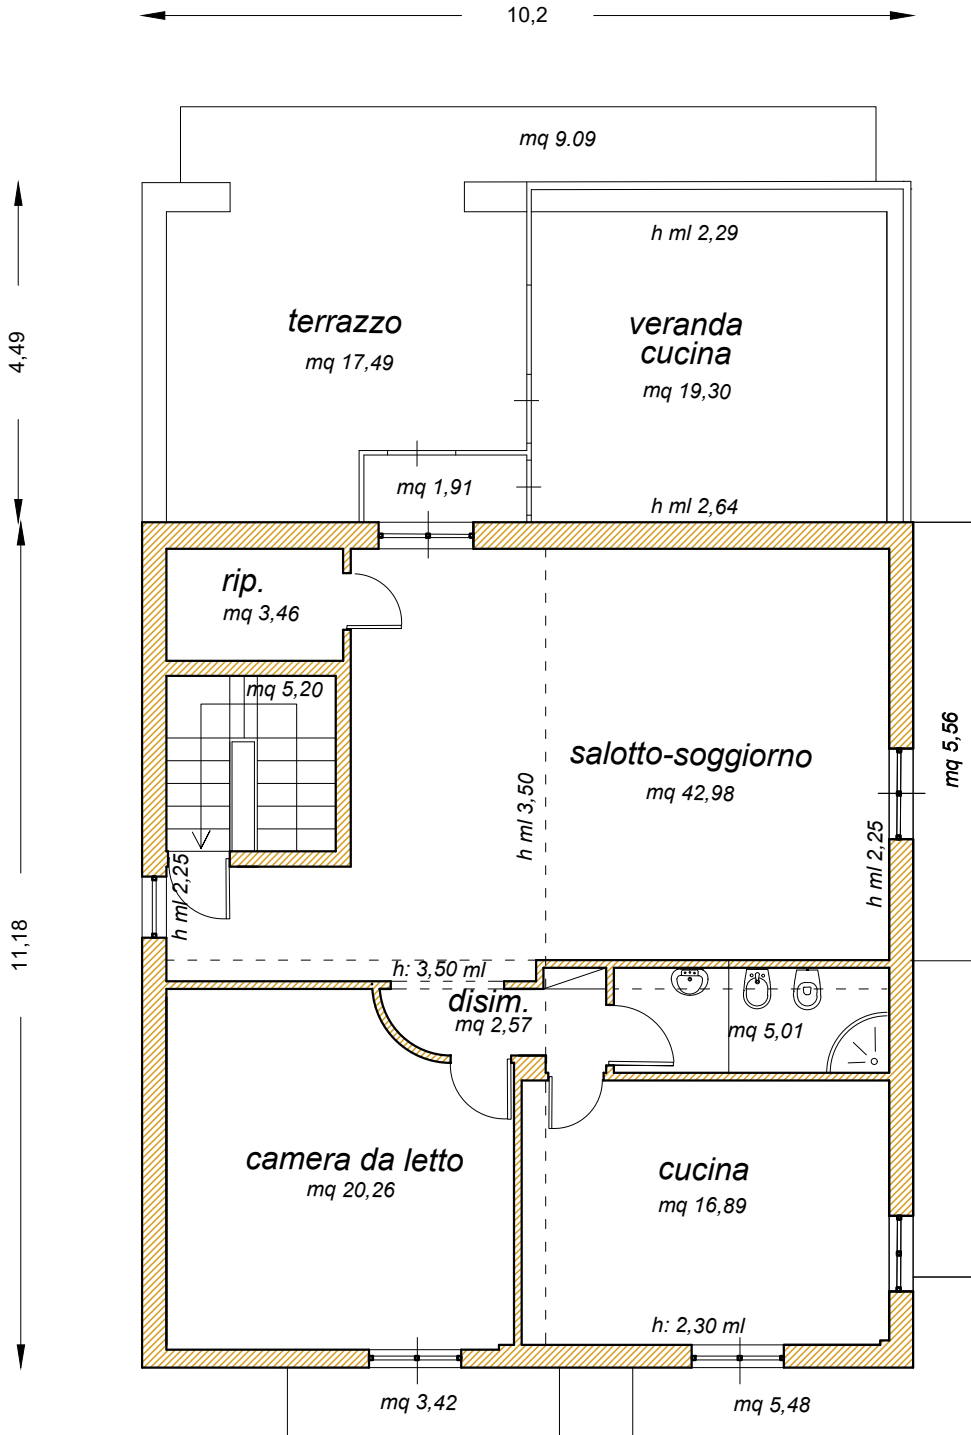 10,2
mq 9.09
h ml 2,29
4,49
terrazzo
mq 17,49
veranda
cucina
mq 19,30
mq 1,91
h ml 2,64
rip.
mq 3,46
mq 5,20
salotto-soggiorno
mq 42,98
mq 5,56
h ml 3,50
h ml 2,25
h ml 2,25
11,18
h: 3,50 ml
disim.
mq 2,57
mq 5,01
camera da letto
mq 20,26
cucina
mq 16,89
h: 2,30 ml
mq 3,42
mq 5,48